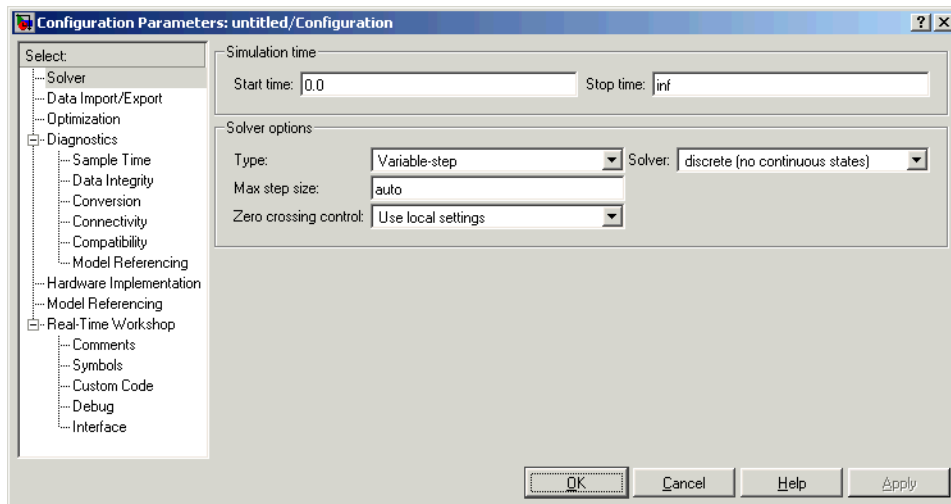 Configuration Parameters: untitled/Configuration
Select:
Solver
Data Import/Export
Optimization
Diagnostics
Sample Time
Data Integrity
Conversion
Connectivity
Compatibility
Model Referencing
Hardware Implementation
Model Referencing
Real-Time Workshop
Comments
Symbols
Custom Code
Debug
Interface
Simulation time
Start time: 0.0 Stop time: inf
Solver options
Type: Variable-step Solver: discrete (no continuous states)
Max step size: auto
Zero crossing control: Use local settings
OK Cancel Help Apply